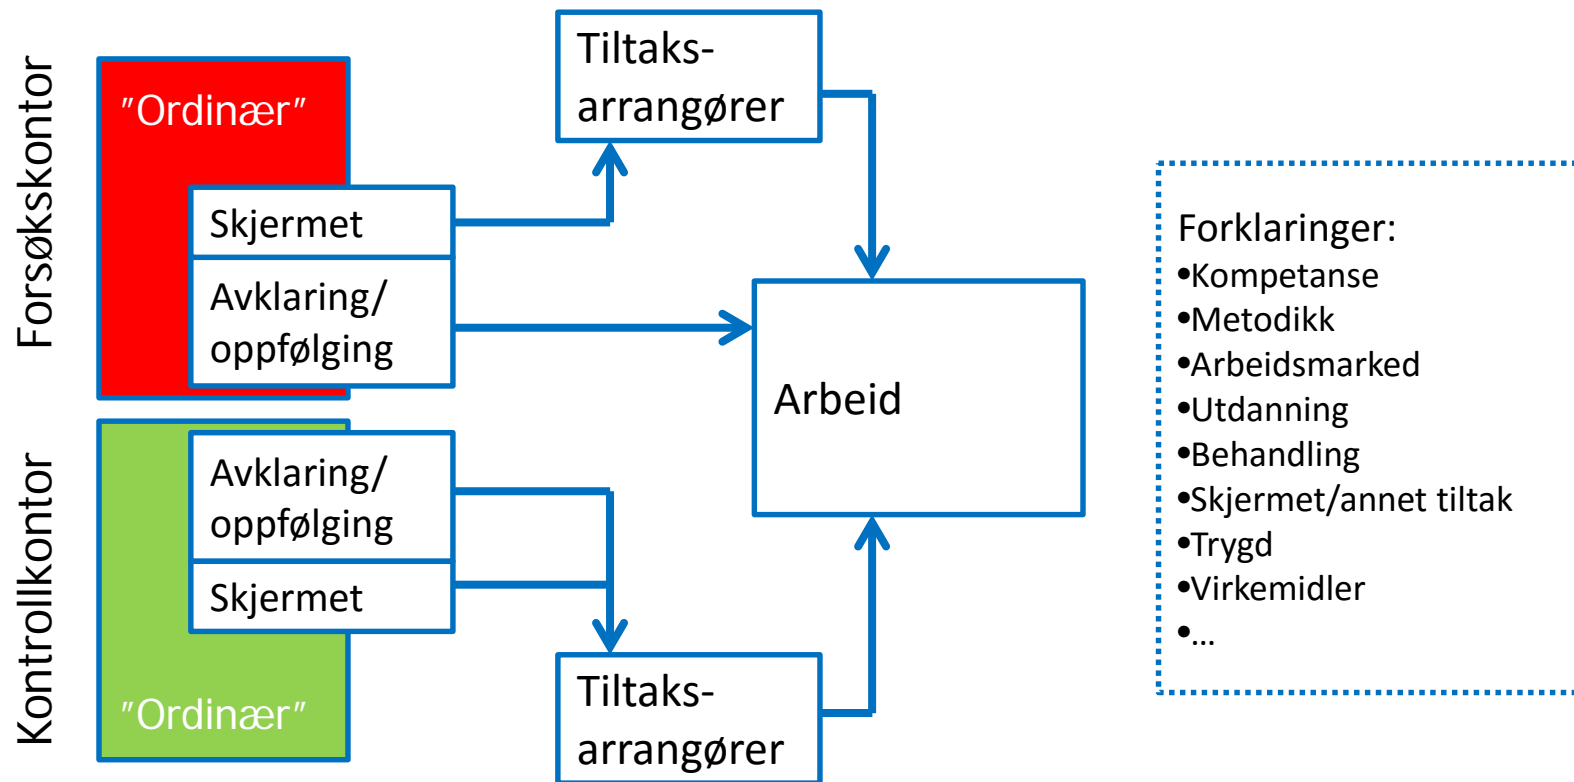 Forsøkskontor
"Ordinær"
Skjermet
Avklaring/
oppfølging
Tiltaks-
arrangører
Arbeid
Kontrollkontor
Avklaring/
oppfølging
Skjermet
"Ordinær"
Tiltaks-
arrangører
Forklaringer:
•Kompetanse
•Metodikk
•Arbeidsmarked
•Utdanning
•Behandling
•Skjermet/annet tiltak
•Trygd
•Virkemidler
•…